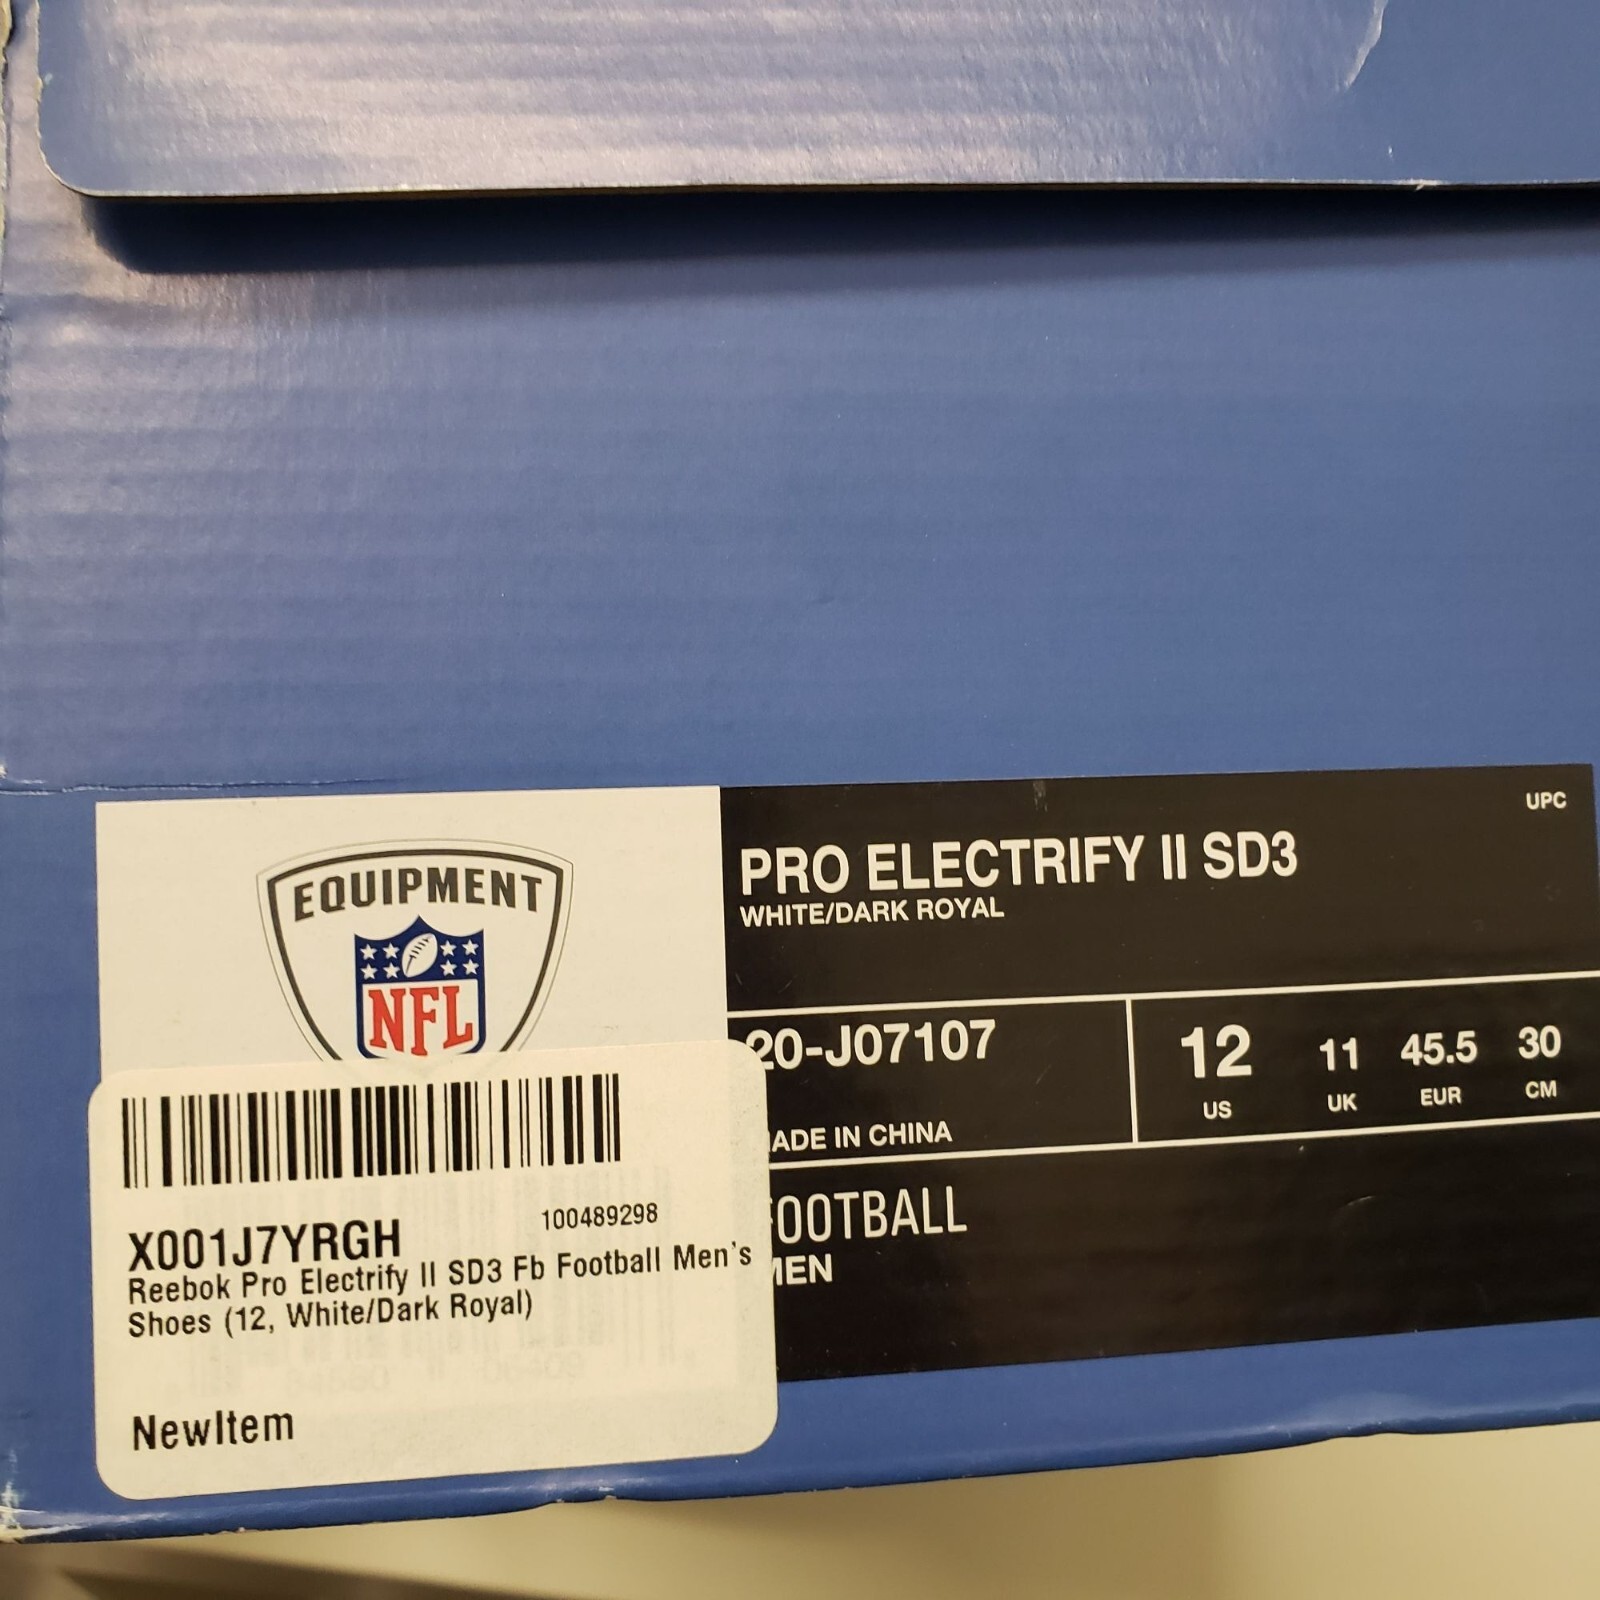 EQUIPMENT
NFL
UPC
PRO ELECTRIFY II SD3
WHITE/DARK ROYAL
20-J07107
ADE IN CHINA
12 11 45.5 30
US UK EUR CM
OOTBALL
EN
X001J7YRGH
100489298
Reebok Pro Electrify II SD3 Fb Football Men's
Shoes (12, White/Dark Royal)
NewItem